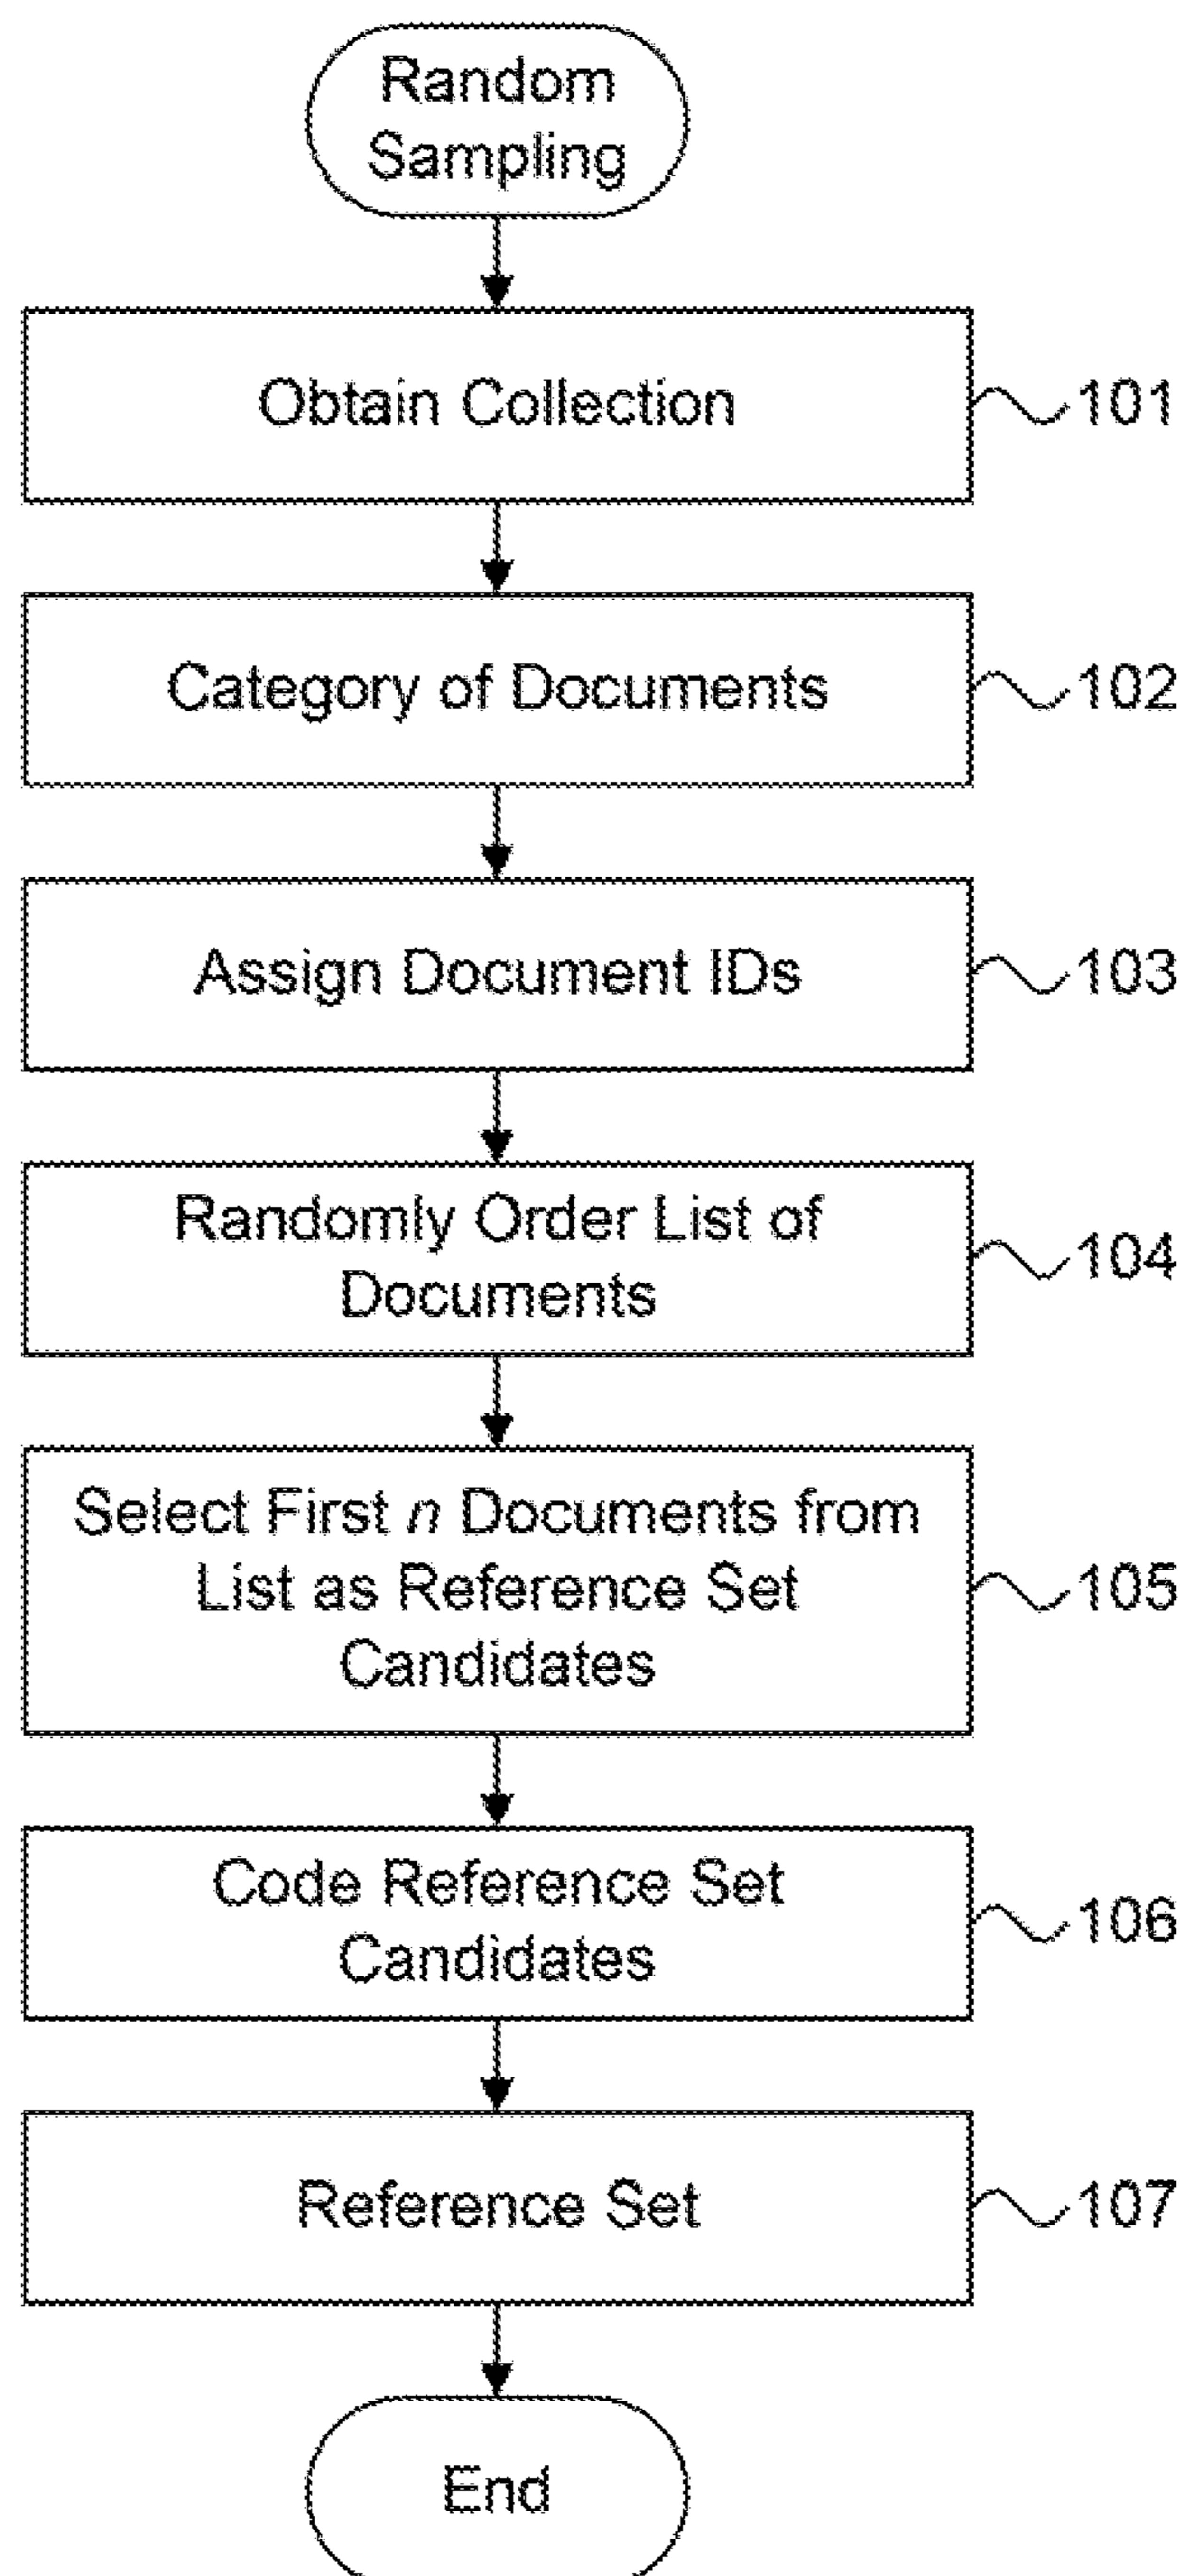 Random
Sampling
Obtain Collection
101
Category of Documents
102
Assign Document IDs
103
Randomly Order List of
Documents
104
Select First n Documents from
List as Reference Set
Candidates
105
Code Reference Set
Candidates
106
Reference Set
107
End